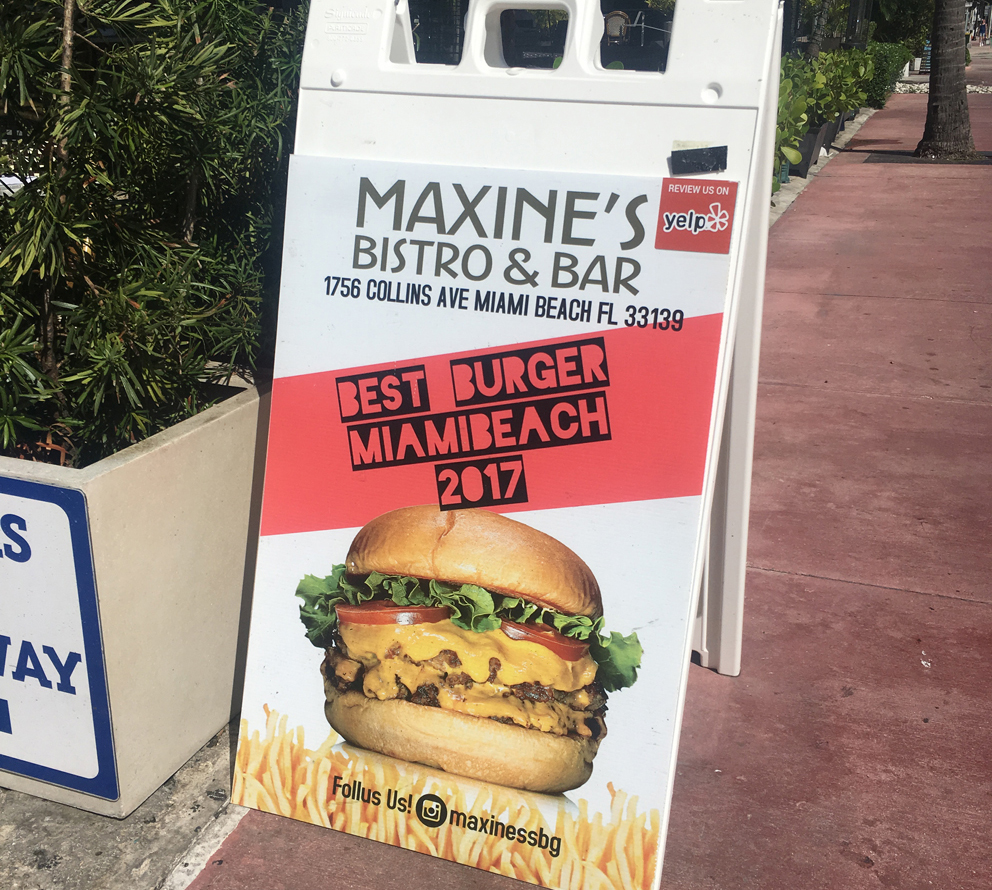 MAXINE'S
BISTRO & BAR
1756 COLLINS AVE MIAMI BEACH FL 33139
REVIEW US ON
yelp
BEST BURGER
MIAMIBEACH
2017
Follus Us! maxinessbg